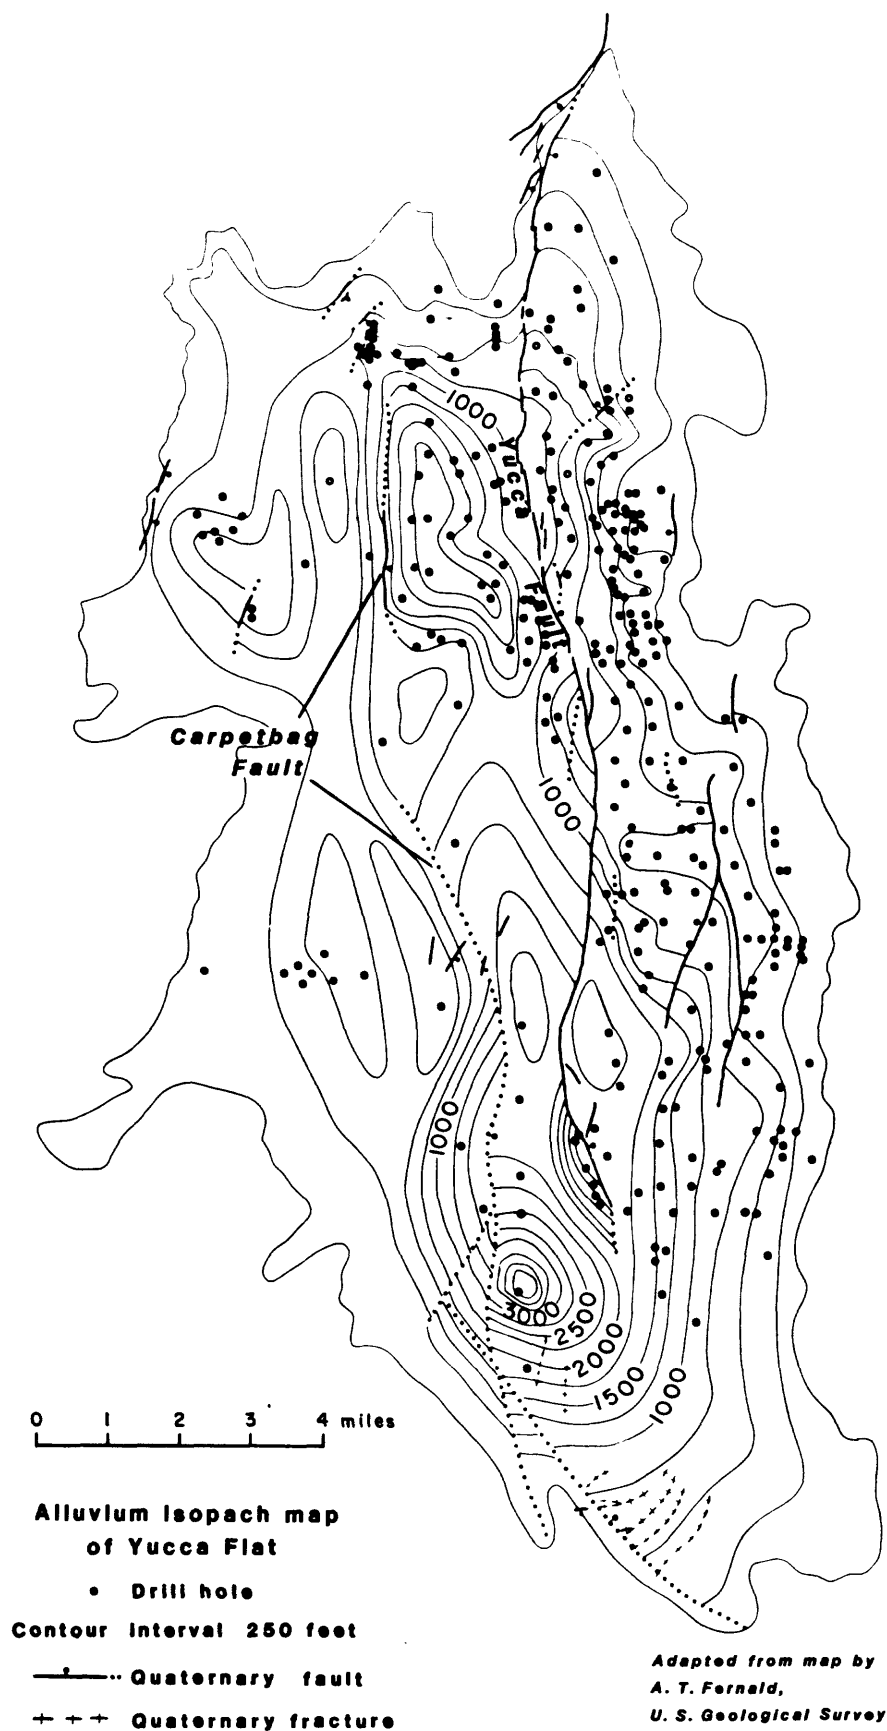 1000
Yucca
Fault
Carpetbag
Fault
1000
1000
3000
2500
2000
1500
1000
0 1 2 3 4 miles
Alluvium isopach map
of Yucca Flat
Drill hole
Contour interval 250 feet
Quaternary fault
Quaternary fracture
Adapted from map by
A. T. Fernald,
U. S. Geological Survey